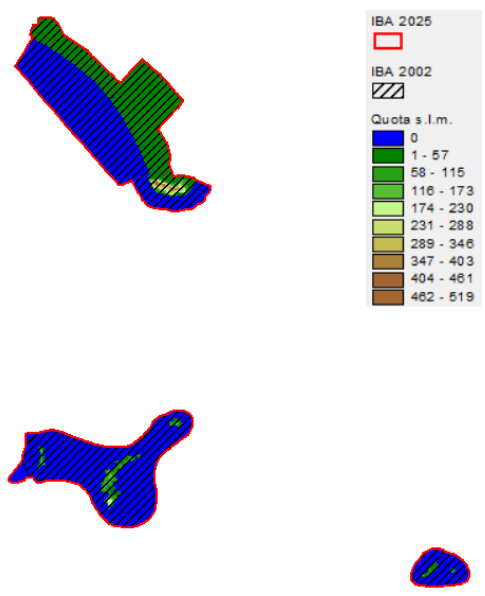 IBA 2025
IBA 2002
Quota s.l.m.
0
1 - 57
58 - 115
116 - 173
174 - 230
231 - 288
289 - 346
347 - 403
404 - 461
462 - 519